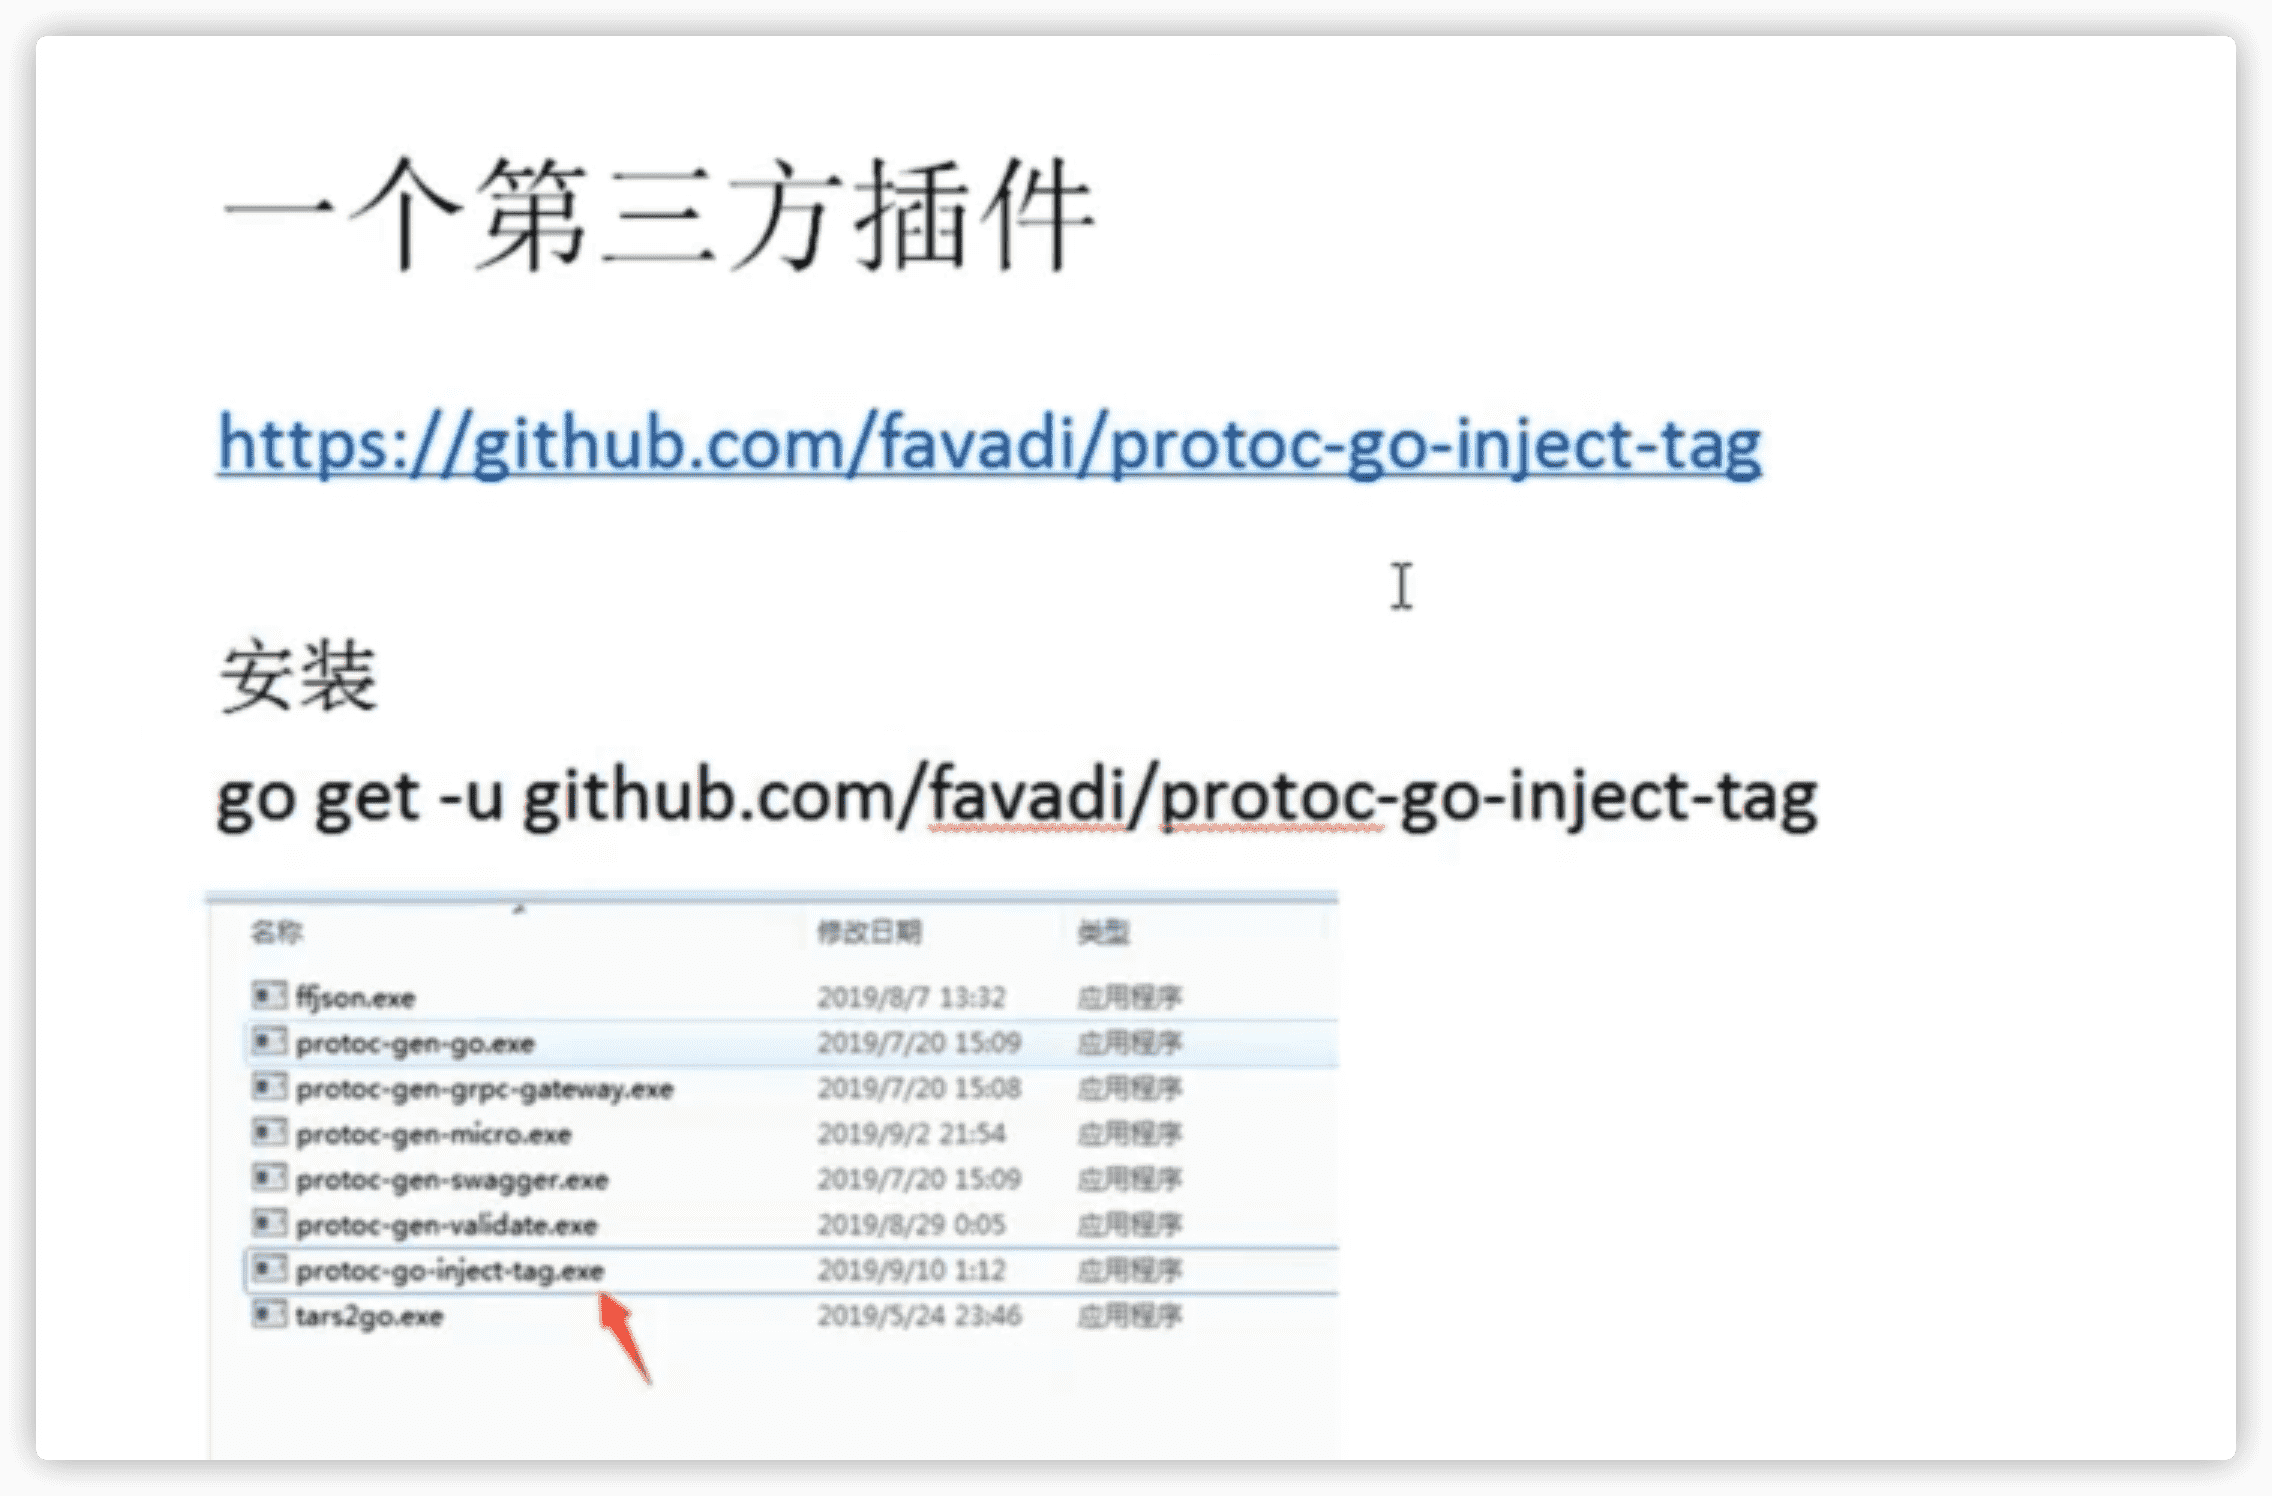 一个第三方插件
https://github.com/favadi/protoc-go-inject-tag
安装
go get -u github.com/favadi/protoc-go-inject-tag
名称 修改日期 类型
ffjson.exe 2019/8/7 13:32 应用程序
protoc-gen-go.exe 2019/7/20 15:09 应用程序
protoc-gen-grpc-gateway.exe 2019/7/20 15:08 应用程序
protoc-gen-micro.exe 2019/9/2 21:54 应用程序
protoc-gen-swagger.exe 2019/7/20 15:09 应用程序
protoc-gen-validate.exe 2019/8/29 0:05 应用程序
protoc-go-inject-tag.exe 2019/9/10 1:12 应用程序
tars2go.exe 2019/5/24 23:46 应用程序